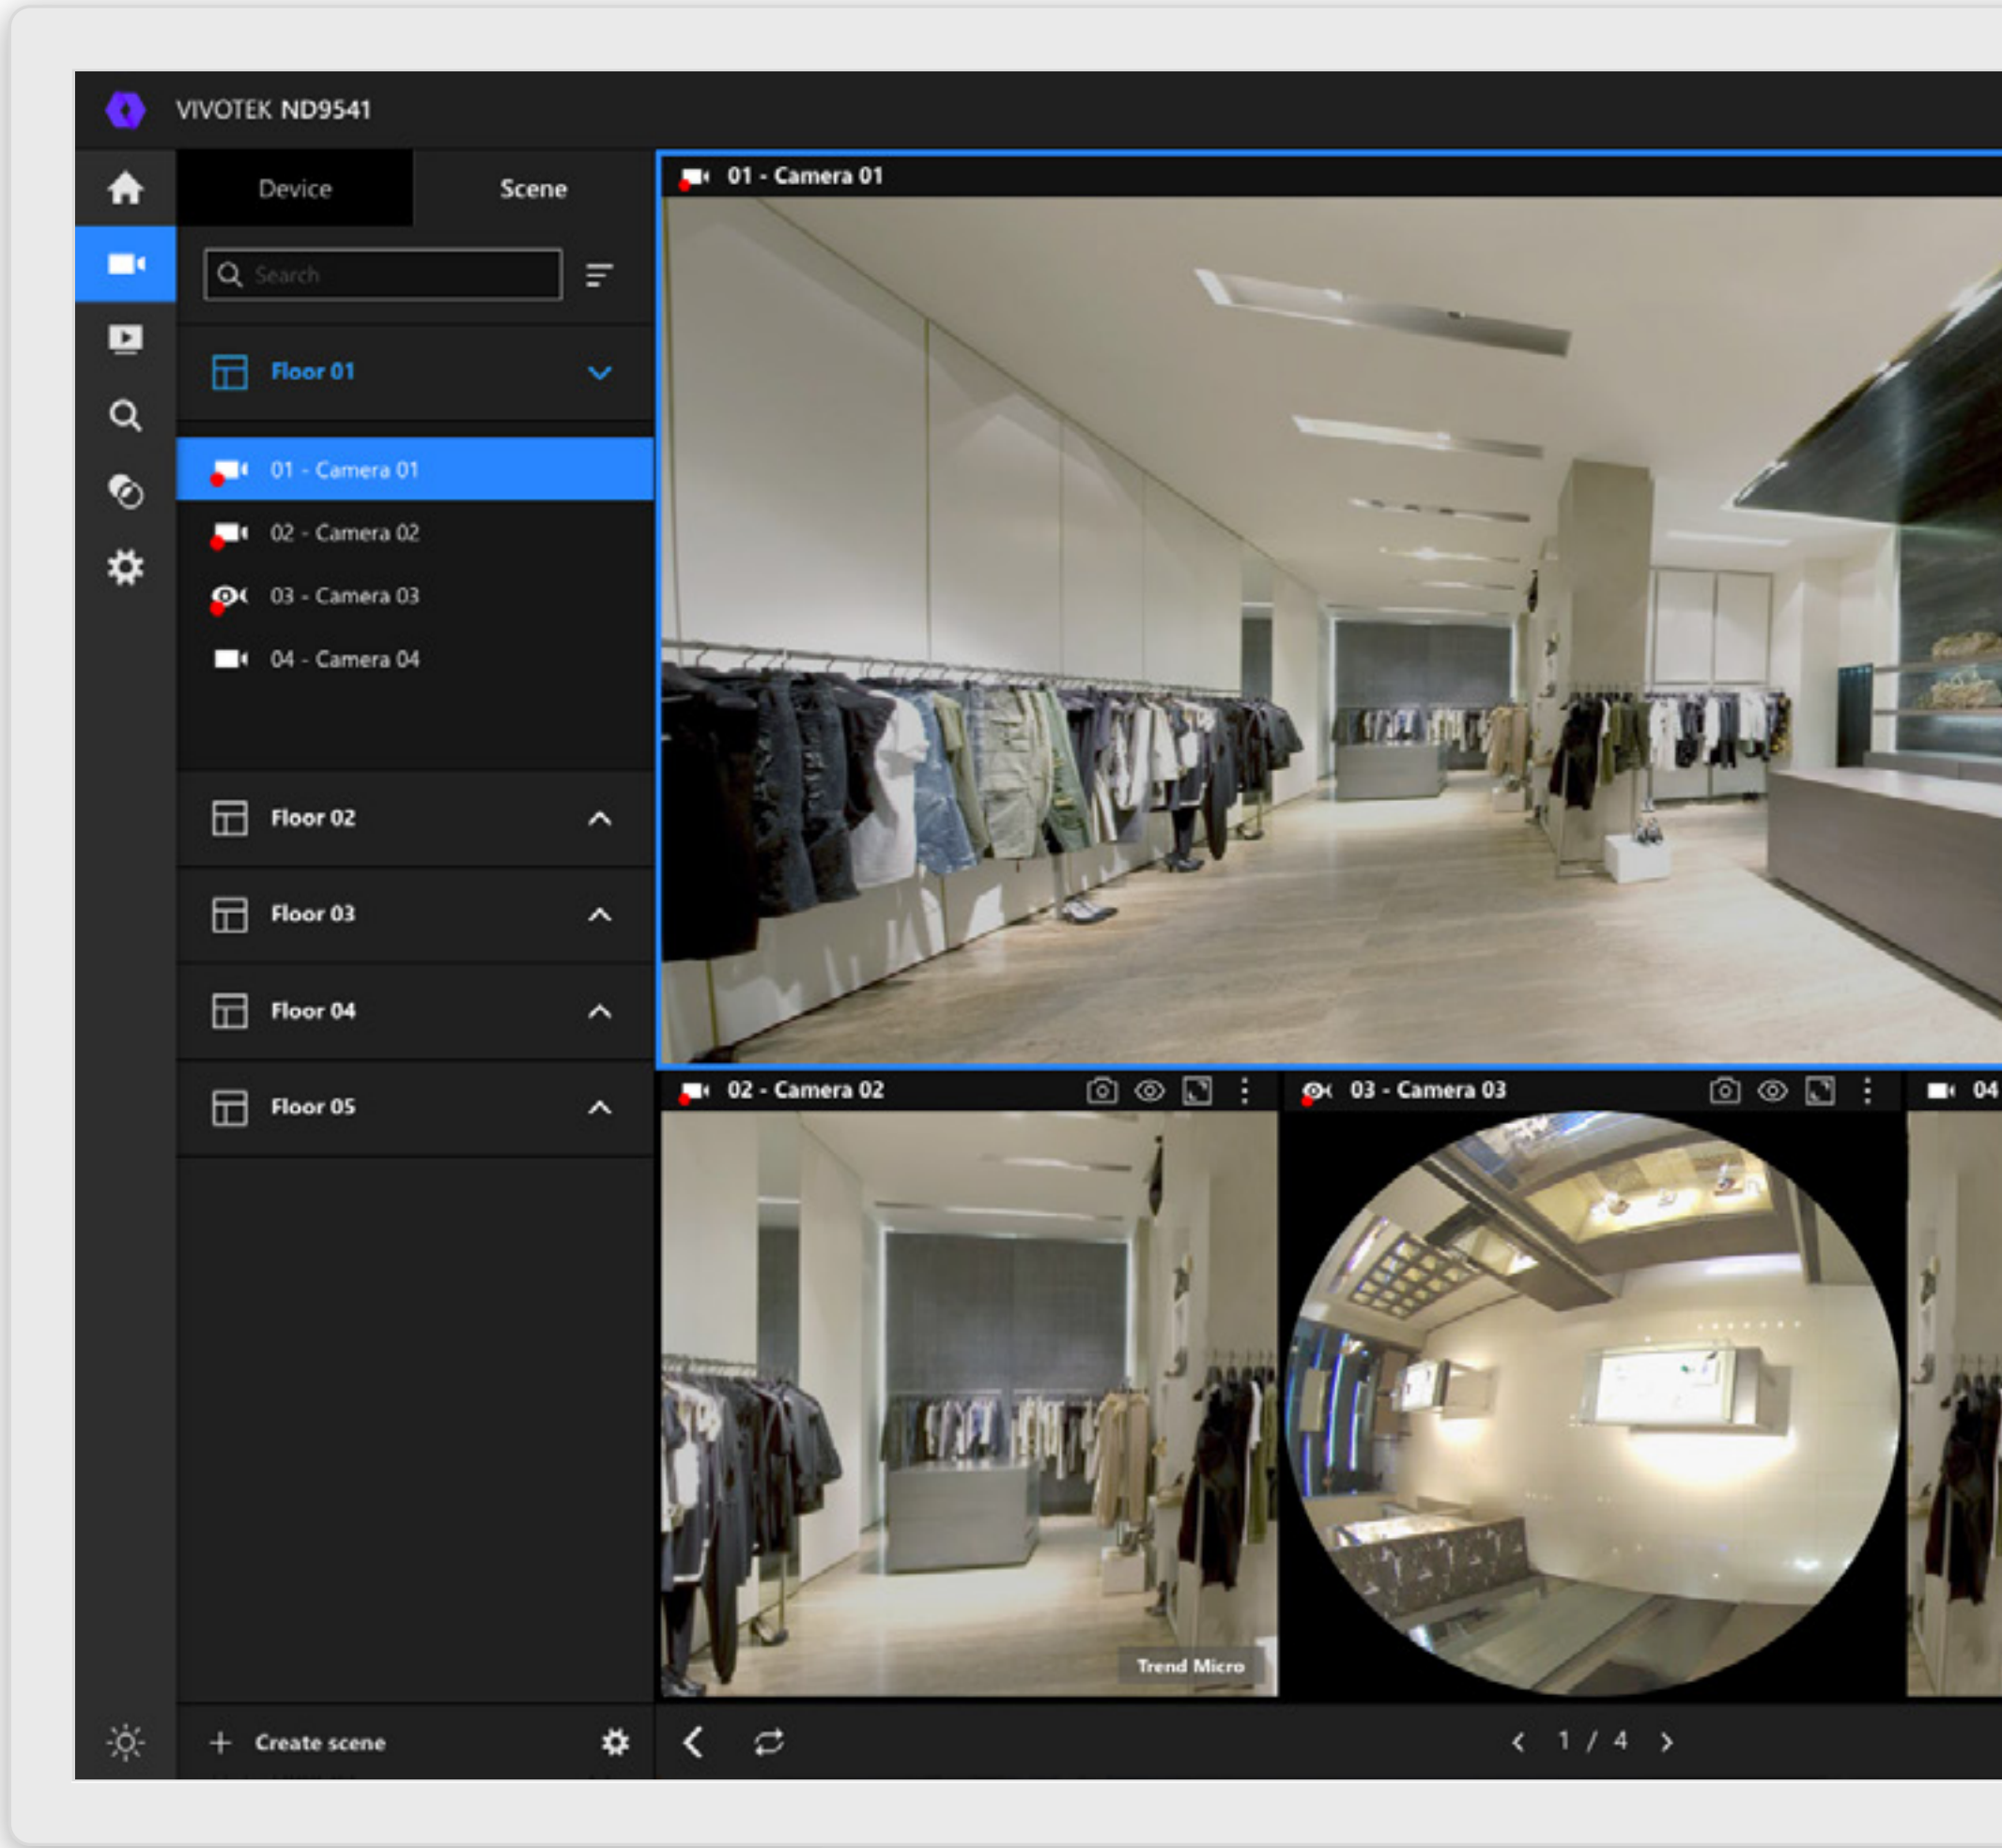 VIVOTEK ND9541
Device
Scene
Search
Floor 01
01 - Camera 01
02 - Camera 02
03 - Camera 03
04 - Camera 04
Floor 02
Floor 03
Floor 04
Floor 05
Create scene
01 - Camera 01
02 - Camera 02
03 - Camera 03
04
Trend Micro
1 / 4